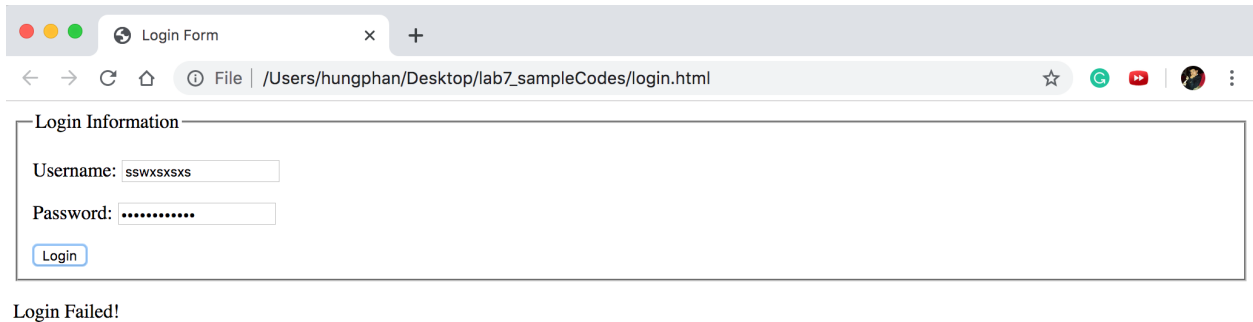 Login Form
File /Users/hungphan/Desktop/lab7_sampleCodes/login.html
Login Information
Username: sswxsxsxs
Password: ••••••••••••
Login
Login Failed!